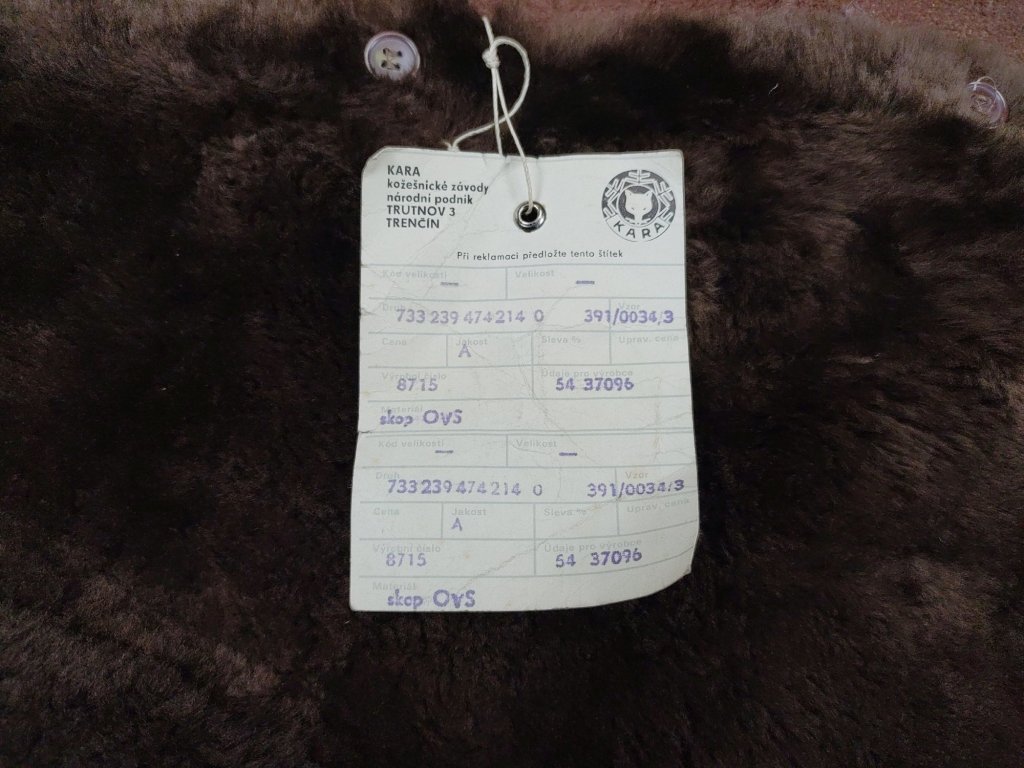 KARA
kožešnické závody
národní podnik
TRUTNOV 3
TRENČÍN
KARA
Při reklamaci předložte tento štítek
Kód velikosti Velikost
— —
Druh Vzor
733 239 474 214 0 391/0034/3
Cena Jakost Sleva % Uprav. cena
A
Výrobní číslo Údaje pro výrobce
8715 54 37096
Materiál
skop OVS
Kód velikosti Velikost
— —
Druh Vzor
733 239 474 214 0 391/0034/3
Cena Jakost Sleva % Uprav. cena
A
Výrobní číslo Údaje pro výrobce
8715 54 37096
Materiál
skop OVS